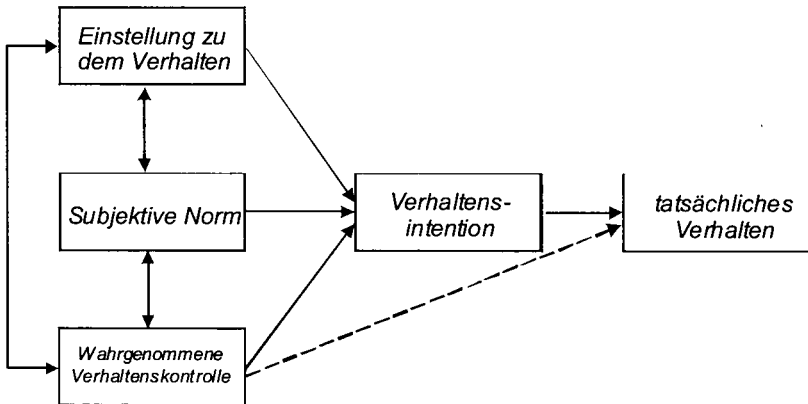 Einstellung zu
dem Verhalten
Subjektive Norm
Verhaltens-
intention
tatsächliches
Verhalten
Wahrgenommene
Verhaltenskontrolle